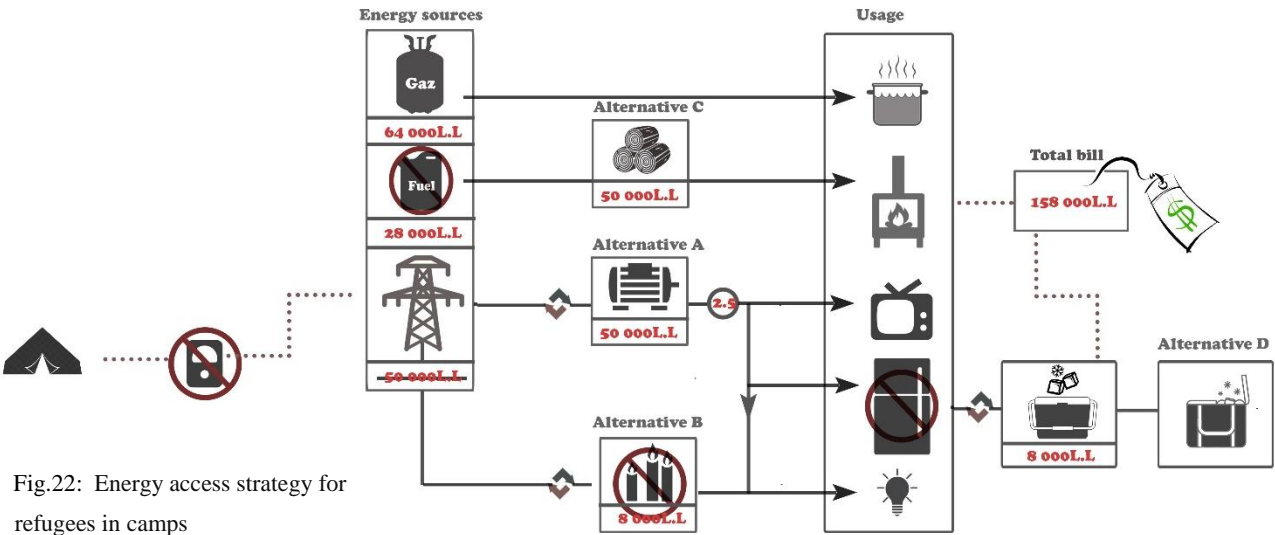 Energy sources
Usage
Gaz
64 000L.L
Alternative C
50 000L.L
Fuel
28 000L.L
Total bill
158 000L.L
$
Alternative A
2.5
50 000L.L
50 000L.L
Alternative D
8 000L.L
Alternative B
8 000L.L
Fig.22: Energy access strategy for
refugees in camps